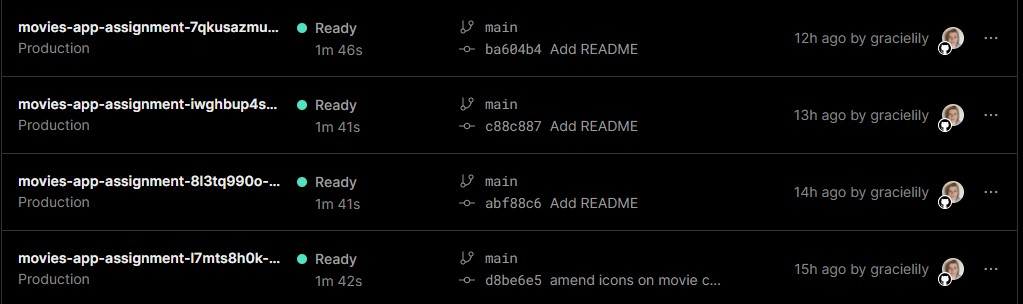 movies-app-assignment-7qkusazmu... Ready main
Production 1m 46s ba604b4 Add README 12h ago by gracielily
movies-app-assignment-iwghbup4s... Ready main
Production 1m 41s c88c887 Add README 13h ago by gracielily
movies-app-assignment-8l3tq990o-... Ready main
Production 1m 41s abf88c6 Add README 14h ago by gracielily
movies-app-assignment-l7mts8h0k-... Ready main
Production 1m 42s d8be6e5 amend icons on movie c... 15h ago by gracielily